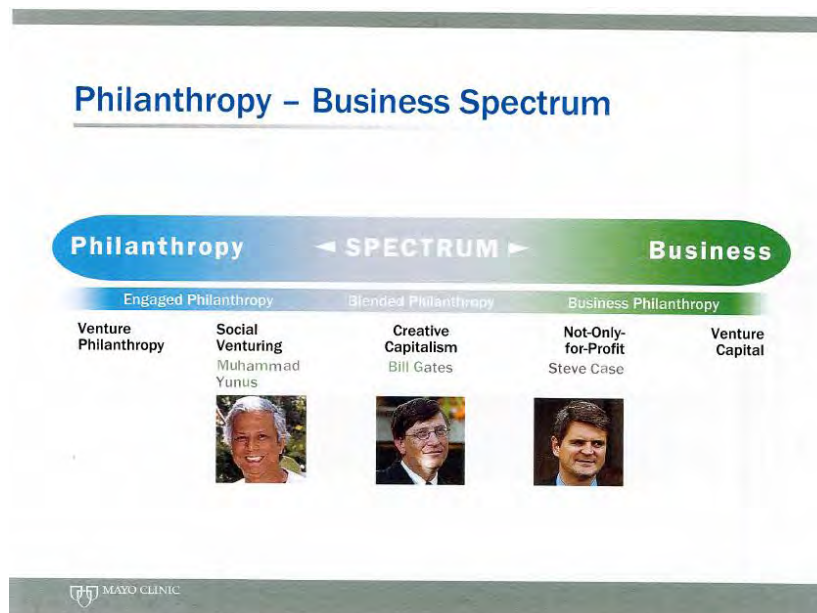 Philanthropy – Business Spectrum
Philanthropy ◄ SPECTRUM ► Business
Engaged Philanthropy Blended Philanthropy Business Philanthropy
Venture
Philanthropy
Social
Venturing
Muhammad
Yunus
Creative
Capitalism
Bill Gates
Not-Only-
for-Profit
Steve Case
Venture
Capital
MAYO CLINIC